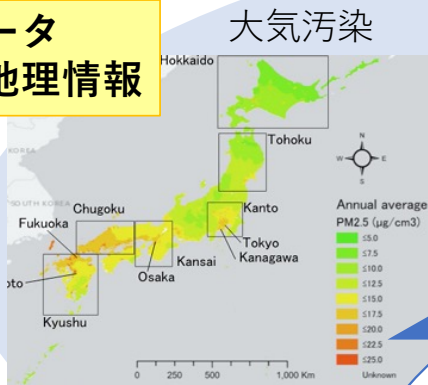 ータ
地理情報
大気汚染
Hokkaido
KOREA
Tohoku
N
W
E
S
SOUTH KOREA
Chugoku
Kanto
Fukuoka
Annual average
PM2.5 (μg/cm3)
≤5.0
≤7.5
≤10.0
≤12.5
≤15.0
≤17.5
≤20.0
≤22.5
≤25.0
Unknown
Tokyo
Kanagawa
Kansai
Osaka
oto
Kyushu
0 250 500 1,000 Km